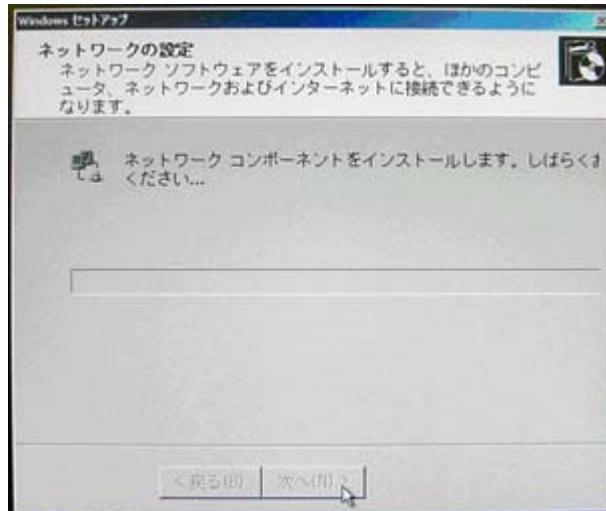 Windows セットアップ
ネットワークの設定
ネットワーク ソフトウェアをインストールすると、ほかのコンピ
ュータ、ネットワークおよびインターネットに接続できるように
なります。
ネットワーク コンポーネントをインストールします。しばらくお
ください...
< 戻る(B) 次へ(N) >